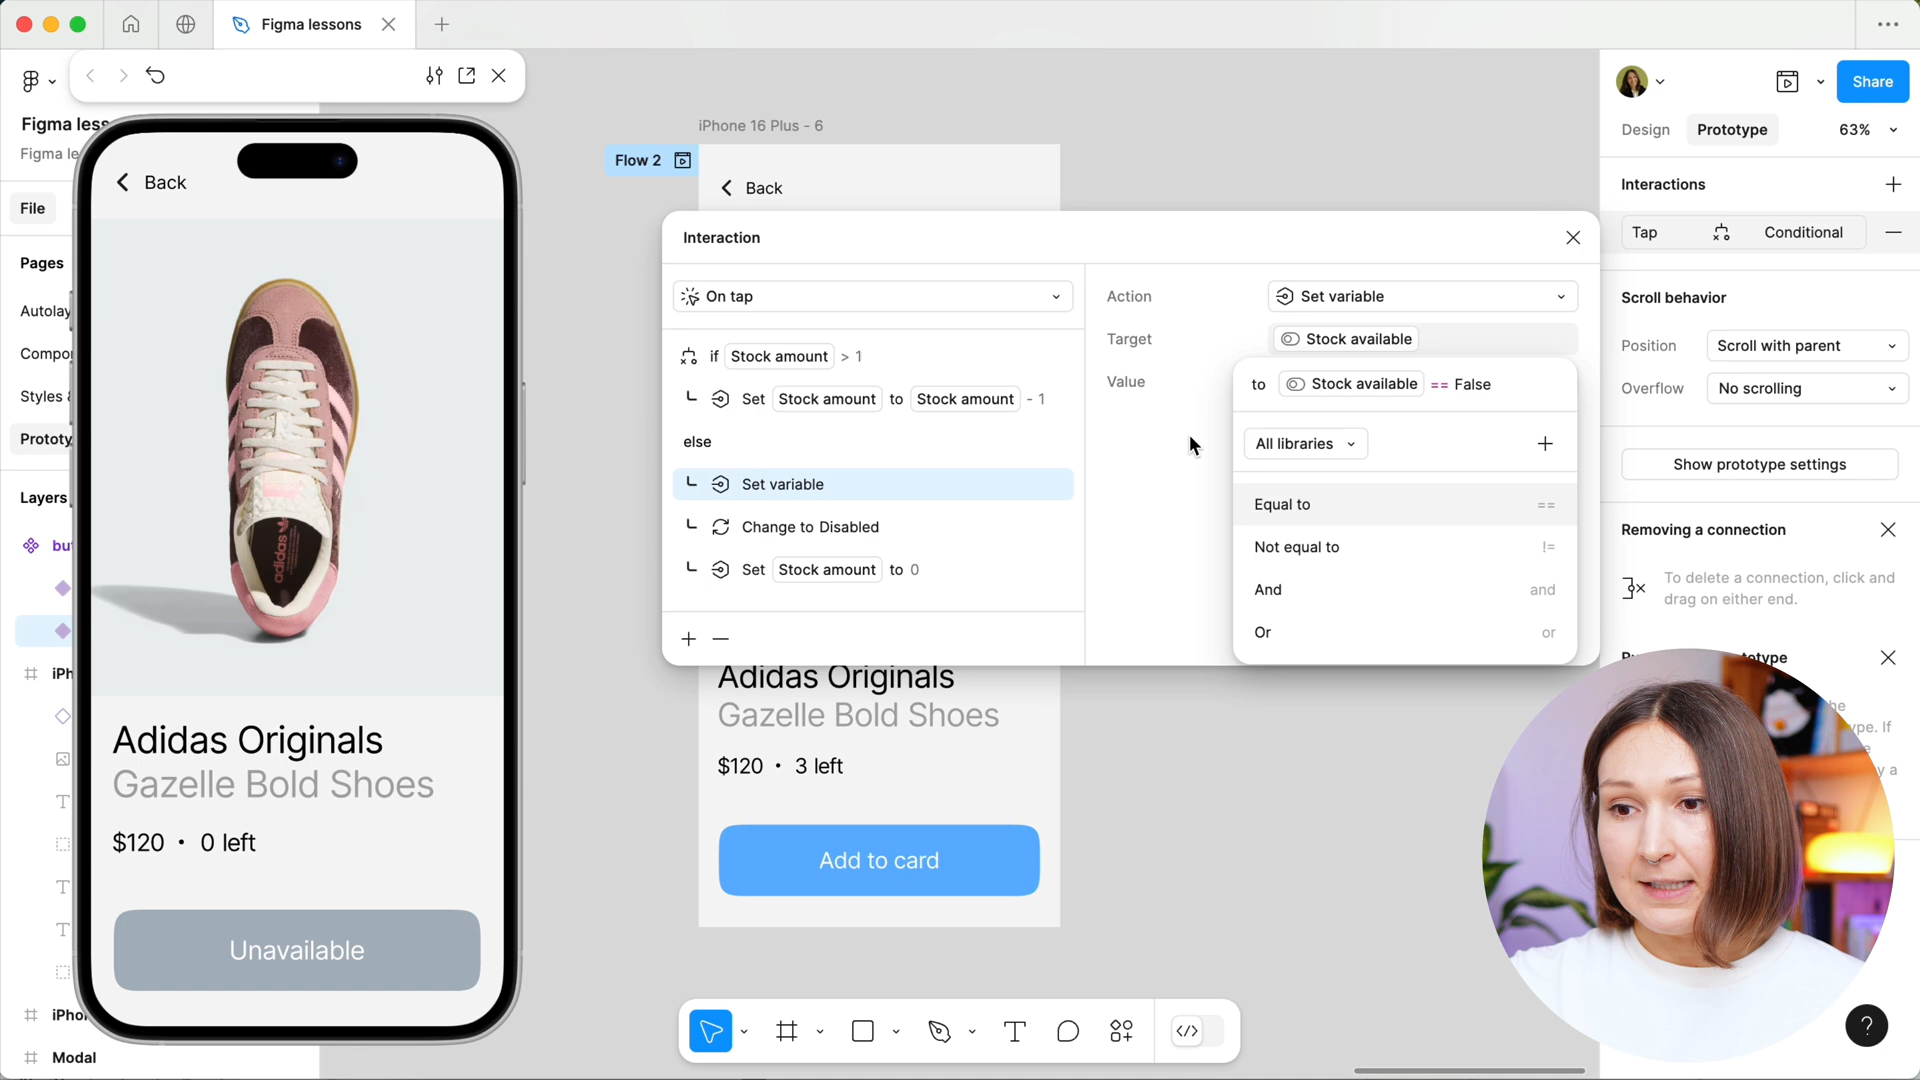 Figma lessons
Share
Figma less
Figma le
iPhone 16 Plus - 6
Design
Prototype
63%
Flow 2
Back
Back
File
Interactions
Tap
Conditional
Interaction
Pages
Autolay
Compo
Styles &
Prototy
Layers
but
iPh
iPho
Modal
On tap
if Stock amount > 1
Set Stock amount to Stock amount - 1
else
Set variable
Change to Disabled
Set Stock amount to 0
Action
Set variable
Target
Stock available
Value
to Stock available == False
All libraries
Equal to ==
Not equal to !=
And and
Or or
Scroll behavior
Position
Scroll with parent
Overflow
No scrolling
Show prototype settings
Removing a connection
To delete a connection, click and
drag on either end.
adidas
Adidas Originals
Gazelle Bold Shoes
$120 • 0 left
Unavailable
Adidas Originals
Gazelle Bold Shoes
$120 • 3 left
Add to card
?